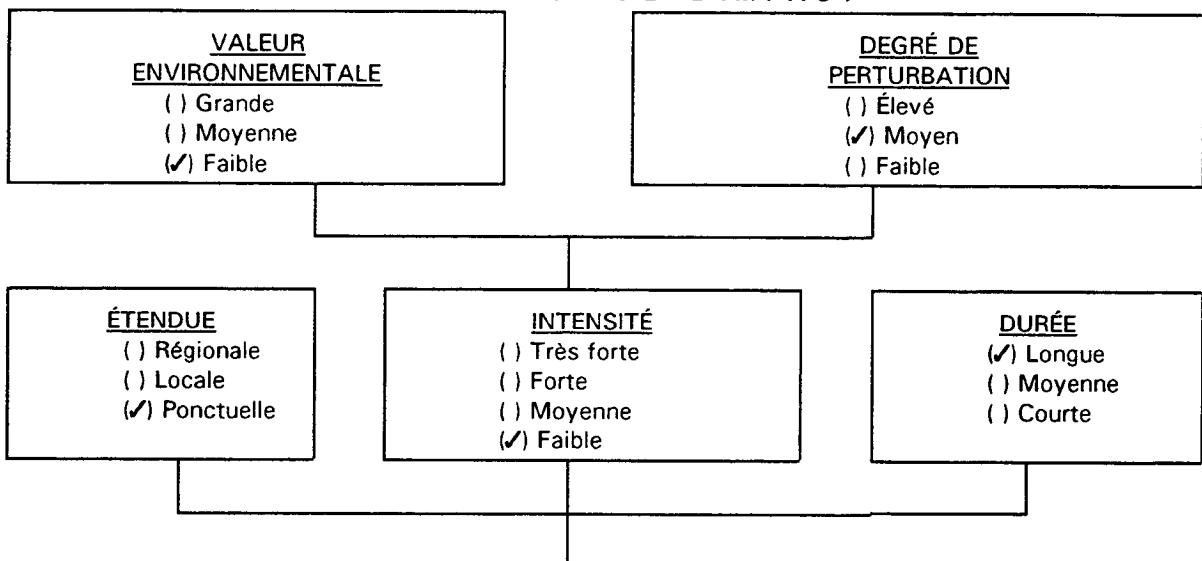 VALEUR
ENVIRONNEMENTALE
( ) Grande
( ) Moyenne
(✓) Faible
DEGRÉ DE
PERTURBATION
( ) Élevé
(✓) Moyen
( ) Faible
ÉTENDUE
( ) Régionale
( ) Locale
(✓) Ponctuelle
INTENSITÉ
( ) Très forte
( ) Forte
( ) Moyenne
(✓) Faible
DURÉE
(✓) Longue
( ) Moyenne
( ) Courte